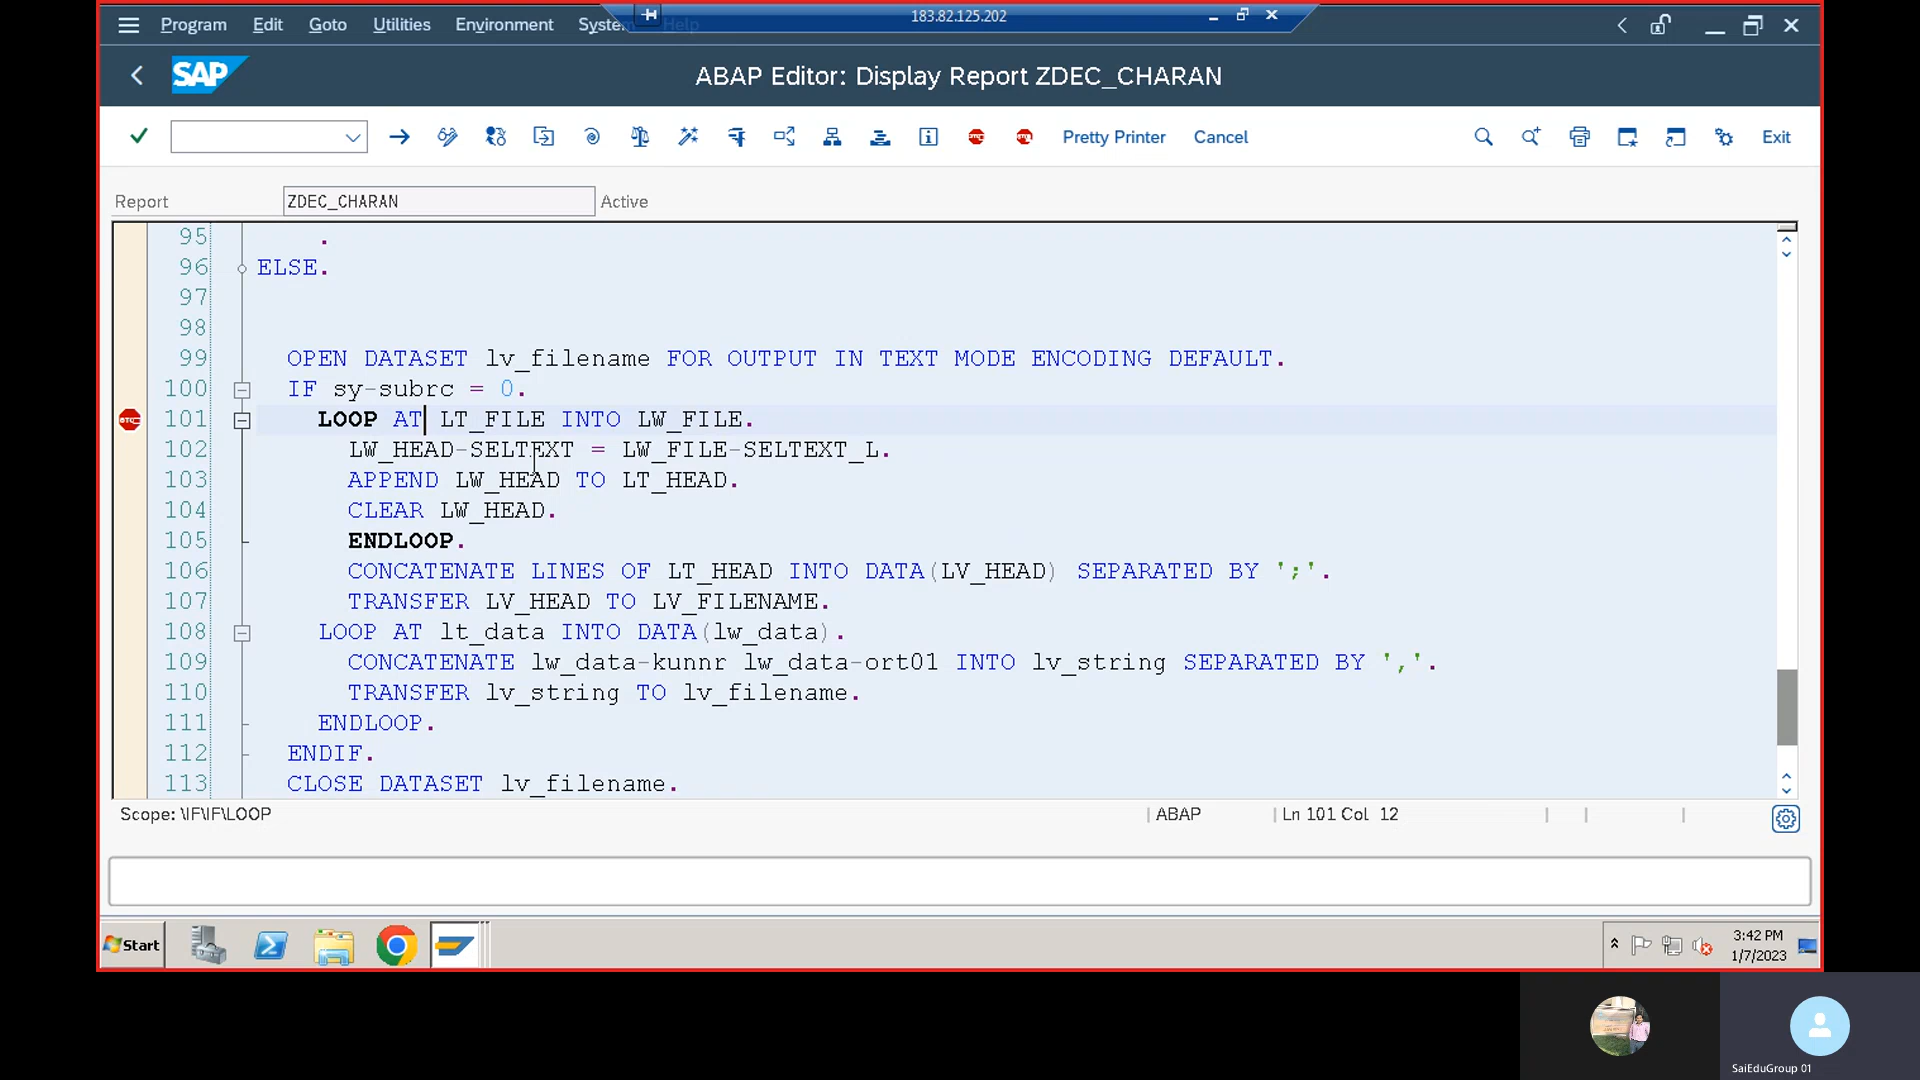 183.82.125.202
Program Edit Goto Utilities Environment System Help
SAP
ABAP Editor: Display Report ZDEC_CHARAN
Pretty Printer Cancel Exit
Report ZDEC_CHARAN Active
95 .
96 ELSE.
97
98
99 OPEN DATASET lv_filename FOR OUTPUT IN TEXT MODE ENCODING DEFAULT.
100 IF sy-subrc = 0.
101 LOOP AT LT_FILE INTO LW_FILE.
102 LW_HEAD-SELTEXT = LW_FILE-SELTEXT_L.
103 APPEND LW_HEAD TO LT_HEAD.
104 CLEAR LW_HEAD.
105 ENDLOOP.
106 CONCATENATE LINES OF LT_HEAD INTO DATA(LV_HEAD) SEPARATED BY ';'.
107 TRANSFER LV_HEAD TO LV_FILENAME.
108 LOOP AT lt_data INTO DATA(lw_data).
109 CONCATENATE lw_data-kunnr lw_data-ort01 INTO lv_string SEPARATED BY ','.
110 TRANSFER lv_string TO lv_filename.
111 ENDLOOP.
112 ENDIF.
113 CLOSE DATASET lv_filename.
Scope: \IF\IF\LOOP ABAP Ln 101 Col 12
Start
3:42 PM
1/7/2023
SaiEduGroup 01